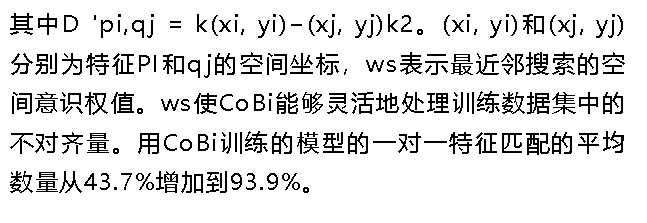 其中D 'pi,qj = k(xi, yi)−(xj, yj)k2。(xi, yi)和(xj, yj)
分别为特征PI和qj的空间坐标，ws表示最近邻搜索的空
间意识权值。ws使CoBi能够灵活地处理训练数据集中的
不对齐量。用CoBi训练的模型的一对一特征匹配的平均
数量从43.7%增加到93.9%。